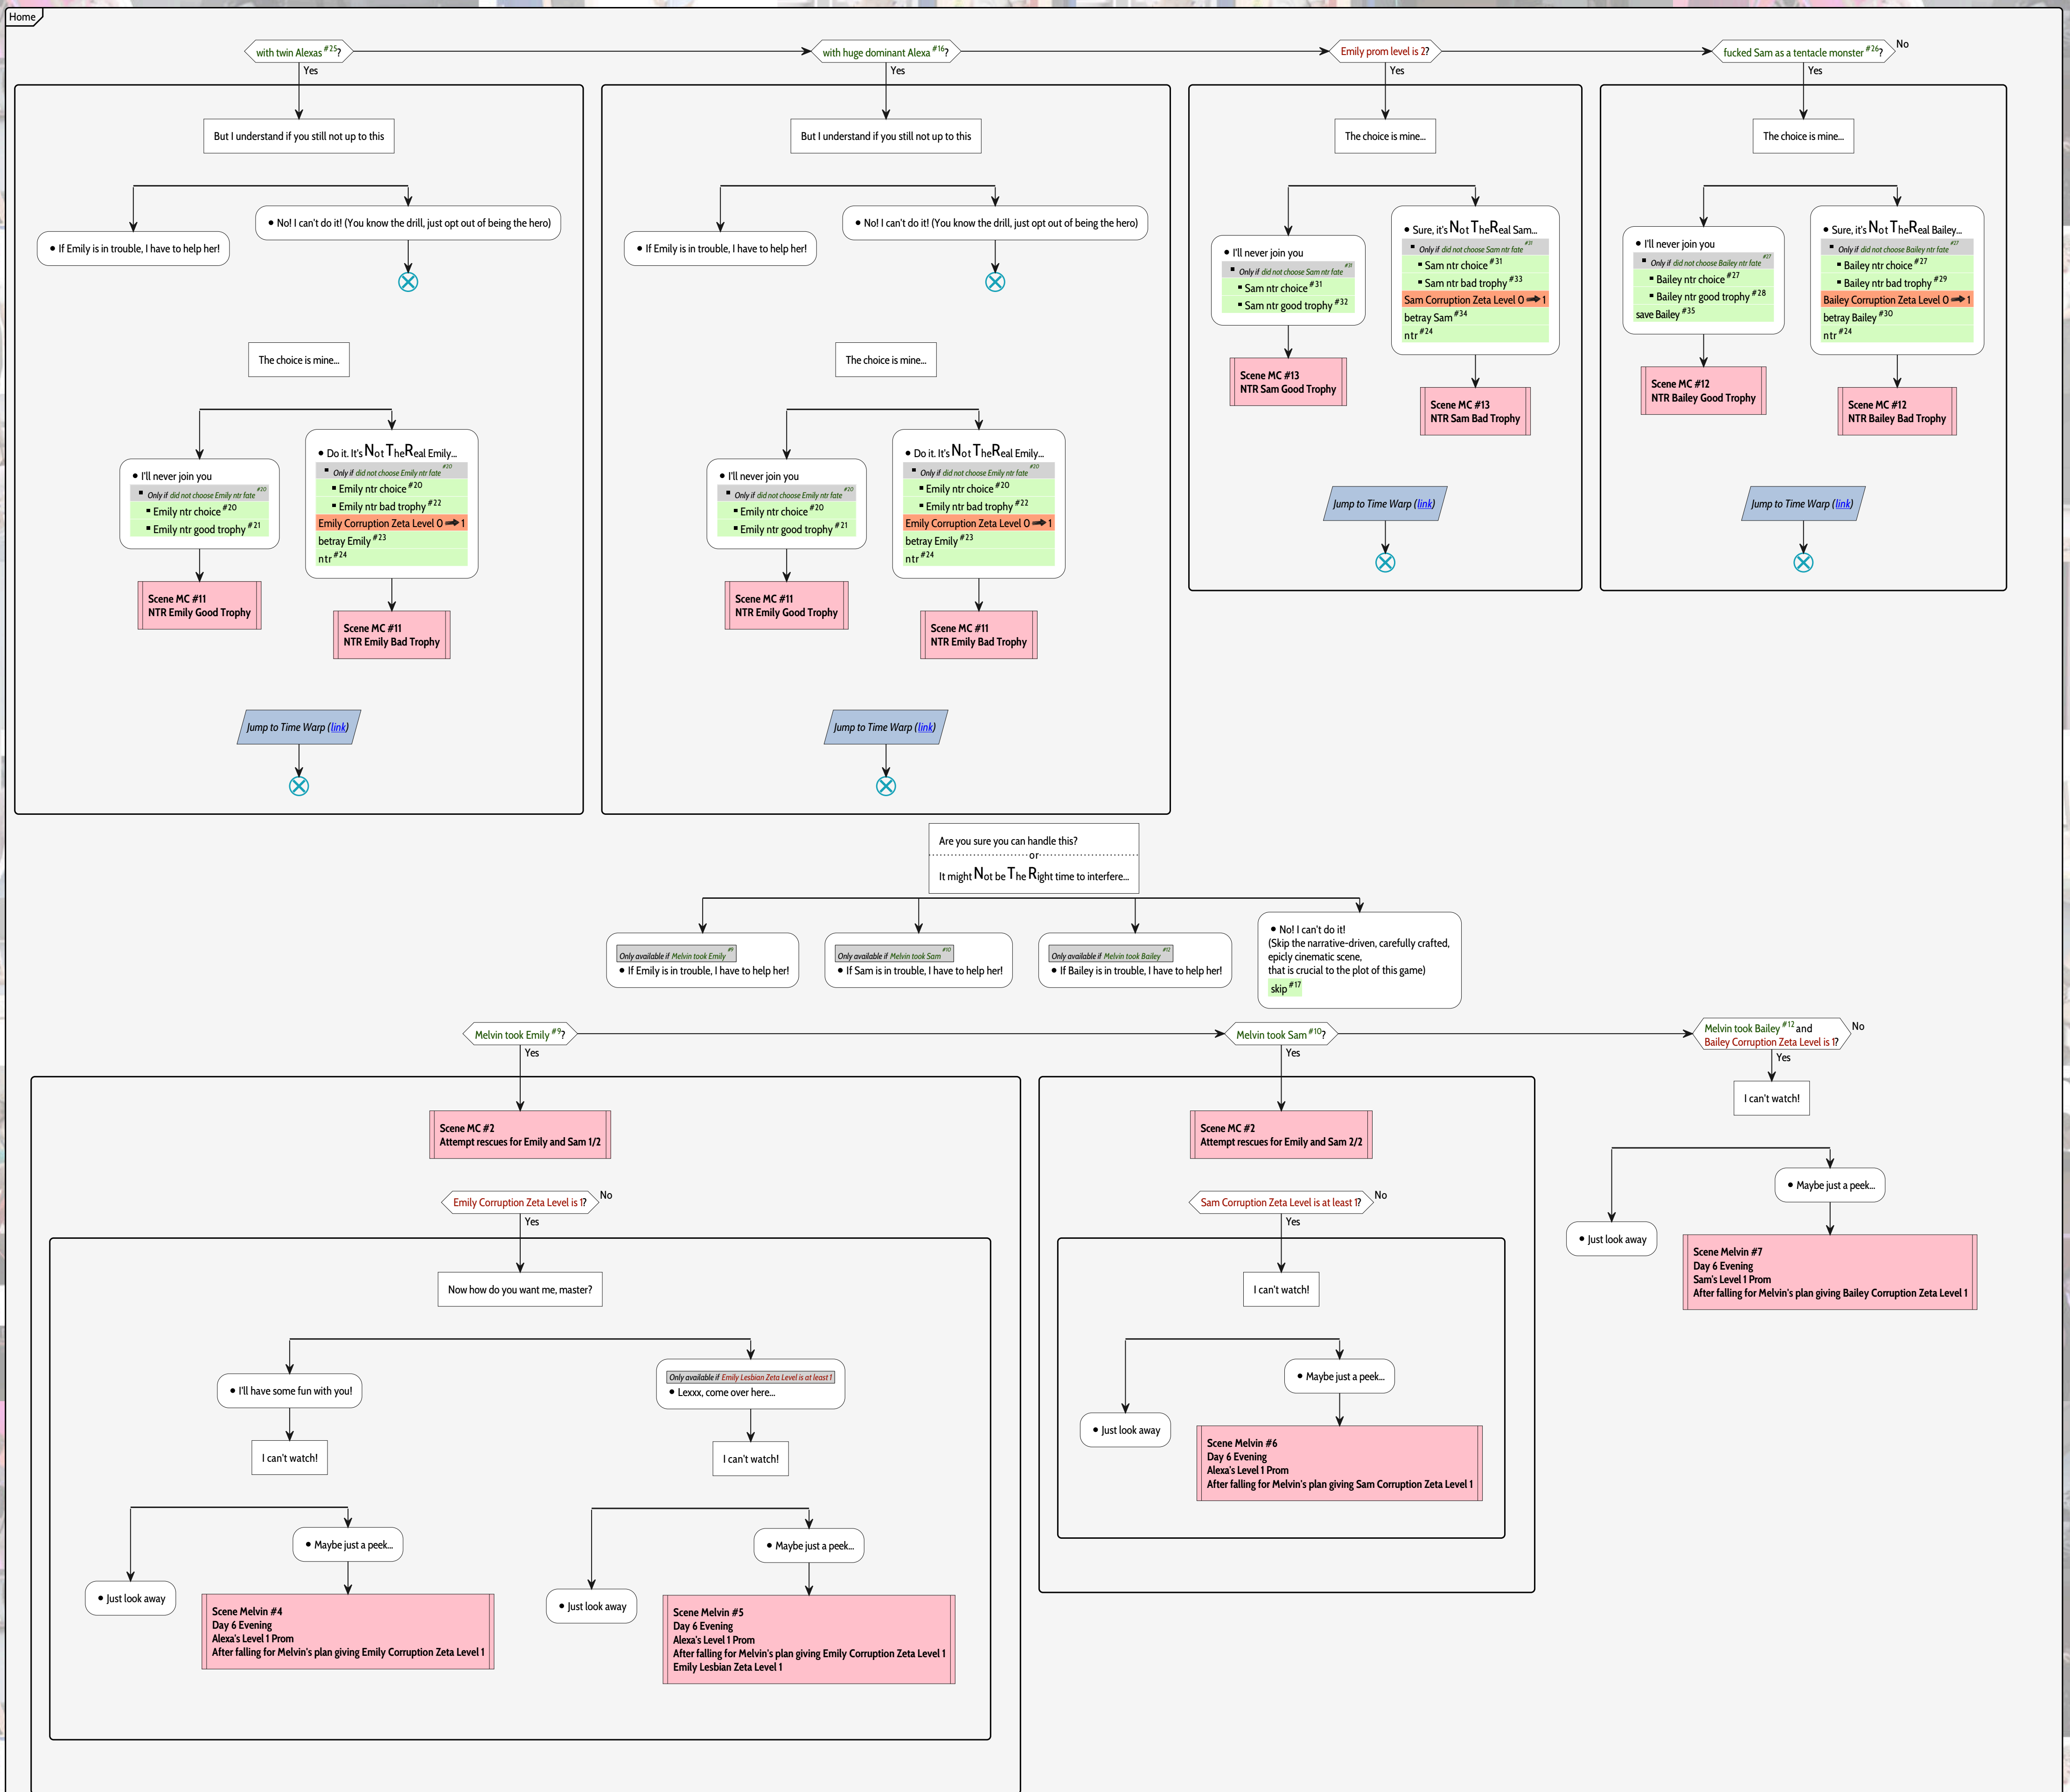 Home
with twin Alexas #25?
Yes
with huge dominant Alexa #16?
Yes
Emily prom level is 2?
Yes
fucked Sam as a tentacle monster #26?
No
Yes
But I understand if you still not up to this
• If Emily is in trouble, I have to help her!
• No! I can't do it! (You know the drill, just opt out of being the hero)
The choice is mine...
• I'll never join you
▪ Only if did not choose Emily ntr fate #20
▪ Emily ntr choice #20
▪ Emily ntr good trophy #21
Scene MC #11
NTR Emily Good Trophy
• Do it. It's Not TheReal Emily...
▪ Only if did not choose Emily ntr fate #20
▪ Emily ntr choice #20
▪ Emily ntr bad trophy #22
Emily Corruption Zeta Level 0 ➡ 1
betray Emily #23
ntr #24
Scene MC #11
NTR Emily Bad Trophy
Jump to Time Warp (link)
But I understand if you still not up to this
• If Emily is in trouble, I have to help her!
• No! I can't do it! (You know the drill, just opt out of being the hero)
The choice is mine...
• I'll never join you
▪ Only if did not choose Emily ntr fate #20
▪ Emily ntr choice #20
▪ Emily ntr good trophy #21
Scene MC #11
NTR Emily Good Trophy
• Do it. It's Not TheReal Emily...
▪ Only if did not choose Emily ntr fate #20
▪ Emily ntr choice #20
▪ Emily ntr bad trophy #22
Emily Corruption Zeta Level 0 ➡ 1
betray Emily #23
ntr #24
Scene MC #11
NTR Emily Bad Trophy
Jump to Time Warp (link)
The choice is mine...
• I'll never join you
▪ Only if did not choose Sam ntr fate #31
▪ Sam ntr choice #31
▪ Sam ntr good trophy #32
Scene MC #13
NTR Sam Good Trophy
• Sure, it's Not TheReal Sam...
▪ Only if did not choose Sam ntr fate #31
▪ Sam ntr choice #31
▪ Sam ntr bad trophy #33
Sam Corruption Zeta Level 0 ➡ 1
betray Sam #34
ntr #24
Scene MC #13
NTR Sam Bad Trophy
Jump to Time Warp (link)
The choice is mine...
• I'll never join you
▪ Only if did not choose Bailey ntr fate #27
▪ Bailey ntr choice #27
▪ Bailey ntr good trophy #28
save Bailey #35
Scene MC #12
NTR Bailey Good Trophy
• Sure, it's Not TheReal Bailey...
▪ Only if did not choose Bailey ntr fate #27
▪ Bailey ntr choice #27
▪ Bailey ntr bad trophy #29
Bailey Corruption Zeta Level 0 ➡ 1
betray Bailey #30
ntr #24
Scene MC #12
NTR Bailey Bad Trophy
Jump to Time Warp (link)
Are you sure you can handle this?
or
It might Not be The Right time to interfere...
Only available if Melvin took Emily #9
• If Emily is in trouble, I have to help her!
Only available if Melvin took Sam #10
• If Sam is in trouble, I have to help her!
Only available if Melvin took Bailey #12
• If Bailey is in trouble, I have to help her!
• No! I can't do it!
(Skip the narrative-driven, carefully crafted,
epicly cinematic scene,
that is crucial to the plot of this game)
skip #17
Melvin took Emily #9?
Yes
Melvin took Sam #10?
Yes
Melvin took Bailey #12 and
Bailey Corruption Zeta Level is 1?
No
Yes
Scene MC #2
Attempt rescues for Emily and Sam 1/2
Emily Corruption Zeta Level is 1?
No
Yes
Now how do you want me, master?
• I'll have some fun with you!
I can't watch!
• Just look away
• Maybe just a peek...
Scene Melvin #4
Day 6 Evening
Alexa's Level 1 Prom
After falling for Melvin's plan giving Emily Corruption Zeta Level 1
Only available if Emily Lesbian Zeta Level is at least 1
• Lexxx, come over here...
I can't watch!
• Just look away
• Maybe just a peek...
Scene Melvin #5
Day 6 Evening
Alexa's Level 1 Prom
After falling for Melvin's plan giving Emily Corruption Zeta Level 1
Emily Lesbian Zeta Level 1
Scene MC #2
Attempt rescues for Emily and Sam 2/2
Sam Corruption Zeta Level is at least 1?
No
Yes
I can't watch!
• Just look away
• Maybe just a peek...
Scene Melvin #6
Day 6 Evening
Alexa's Level 1 Prom
After falling for Melvin's plan giving Sam Corruption Zeta Level 1
I can't watch!
• Just look away
• Maybe just a peek...
Scene Melvin #7
Day 6 Evening
Sam's Level 1 Prom
After falling for Melvin's plan giving Bailey Corruption Zeta Level 1